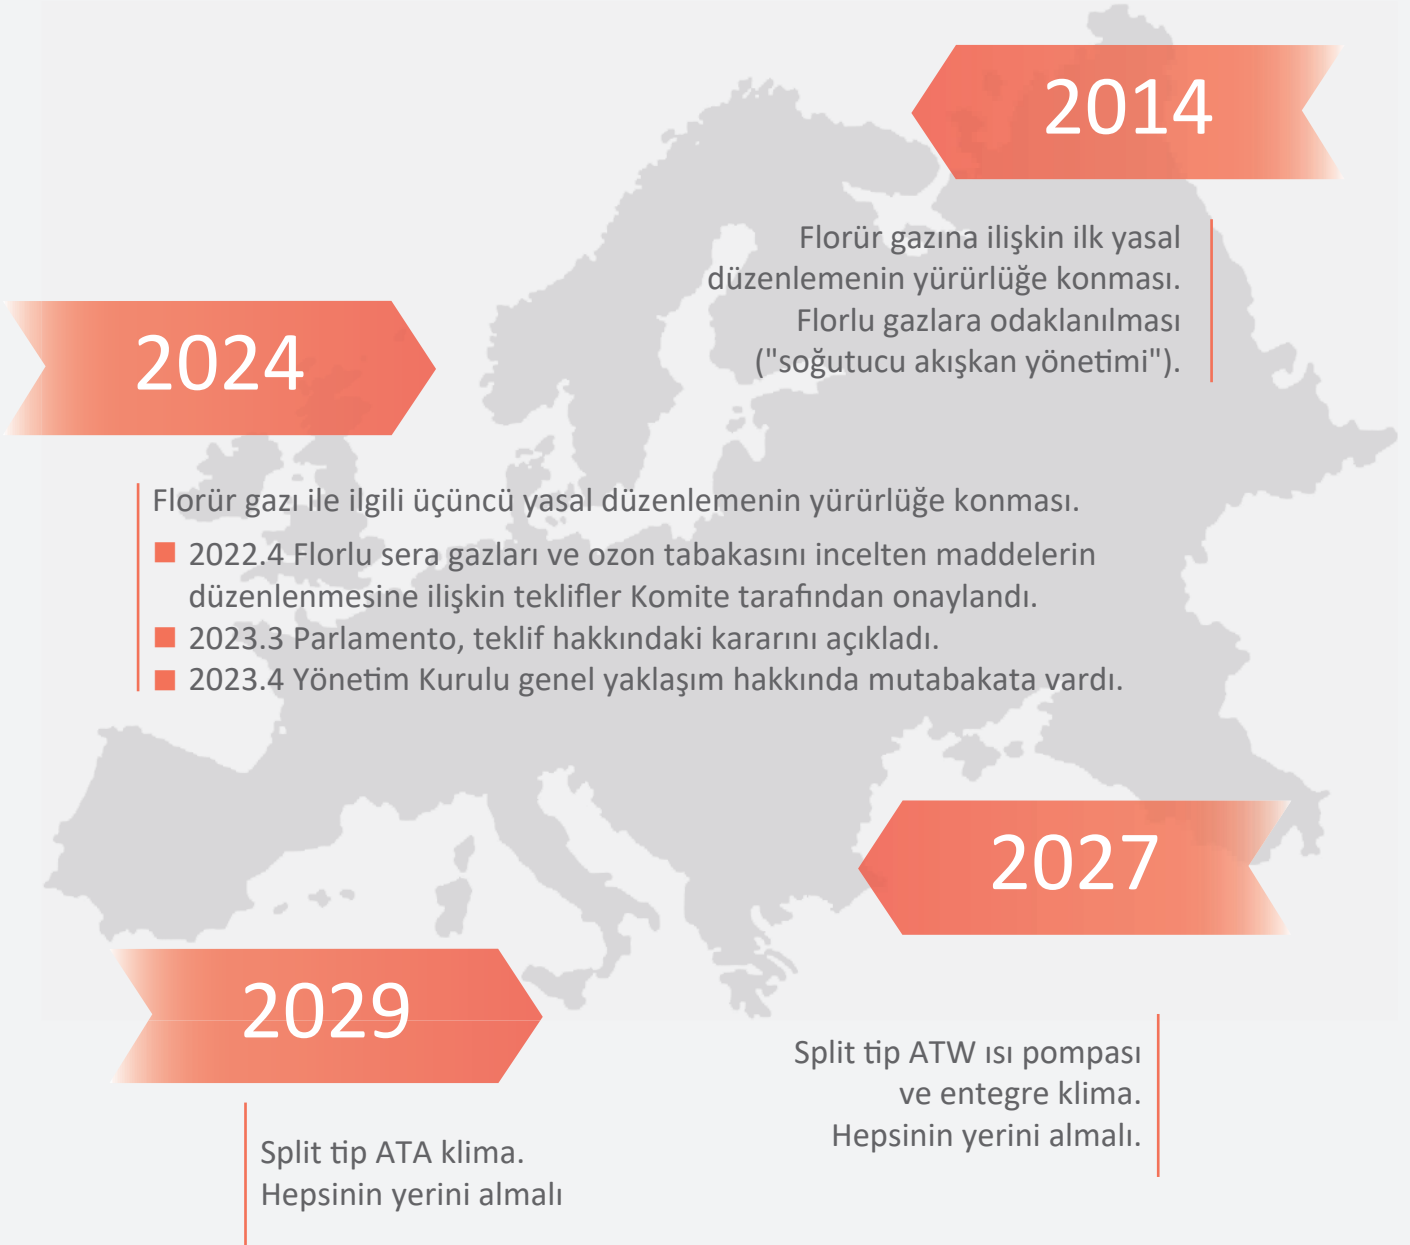 2014
Florür gazına ilişkin ilk yasal
düzenlemenin yürürlüğe konması.
Florlu gazlara odaklanılması
("soğutucu akışkan yönetimi").
2024
Florür gazı ile ilgili üçüncü yasal düzenlemenin yürürlüğe konması.
2022.4 Florlu sera gazları ve ozon tabakasını incelten maddelerin
düzenlenmesine ilişkin teklifler Komite tarafından onaylandı.
2023.3 Parlamento, teklif hakkındaki kararını açıkladı.
2023.4 Yönetim Kurulu genel yaklaşım hakkında mutabakata vardı.
2027
Split tip ATW ısı pompası
ve entegre klima.
Hepsinin yerini almalı.
2029
Split tip ATA klima.
Hepsinin yerini almalı